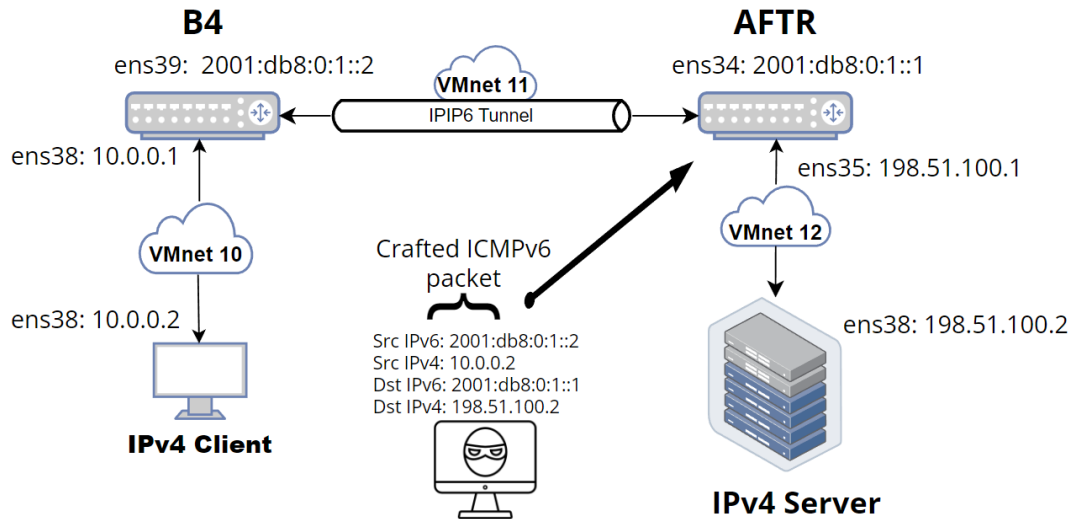 B4
AFTR
ens39:  2001:db8:0:1::2
VMnet 11
ens34: 2001:db8:0:1::1
IPIP6 Tunnel
ens38: 10.0.0.1
ens35: 198.51.100.1
VMnet 10
VMnet 12
Crafted ICMPv6
packet
ens38: 10.0.0.2
ens38: 198.51.100.2
Src IPv6: 2001:db8:0:1::2
Src IPv4: 10.0.0.2
Dst IPv6: 2001:db8:0:1::1
Dst IPv4: 198.51.100.2
IPv4 Client
IPv4 Server